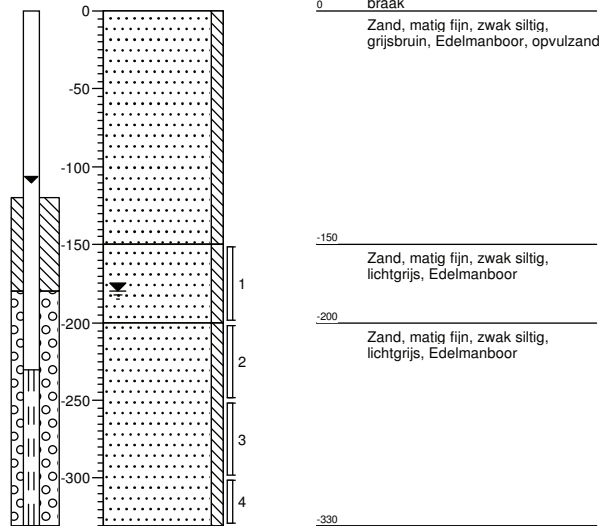 0
-50
-100
-150
-200
-250
-300
1
2
3
4
0
braak
Zand, matig fijn, zwak siltig,
grijsbruin, Edelmanboor, opvulzand
-150
Zand, matig fijn, zwak siltig,
lichtgrijs, Edelmanboor
-200
Zand, matig fijn, zwak siltig,
lichtgrijs, Edelmanboor
-330